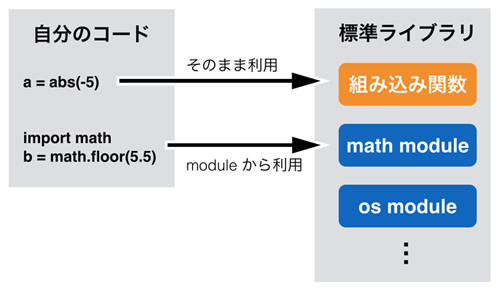 自分のコード
a = abs(-5)
import math
b = math.floor(5.5)
そのまま利用
module から利用
標準ライブラリ
組み込み関数
math module
os module
⋮